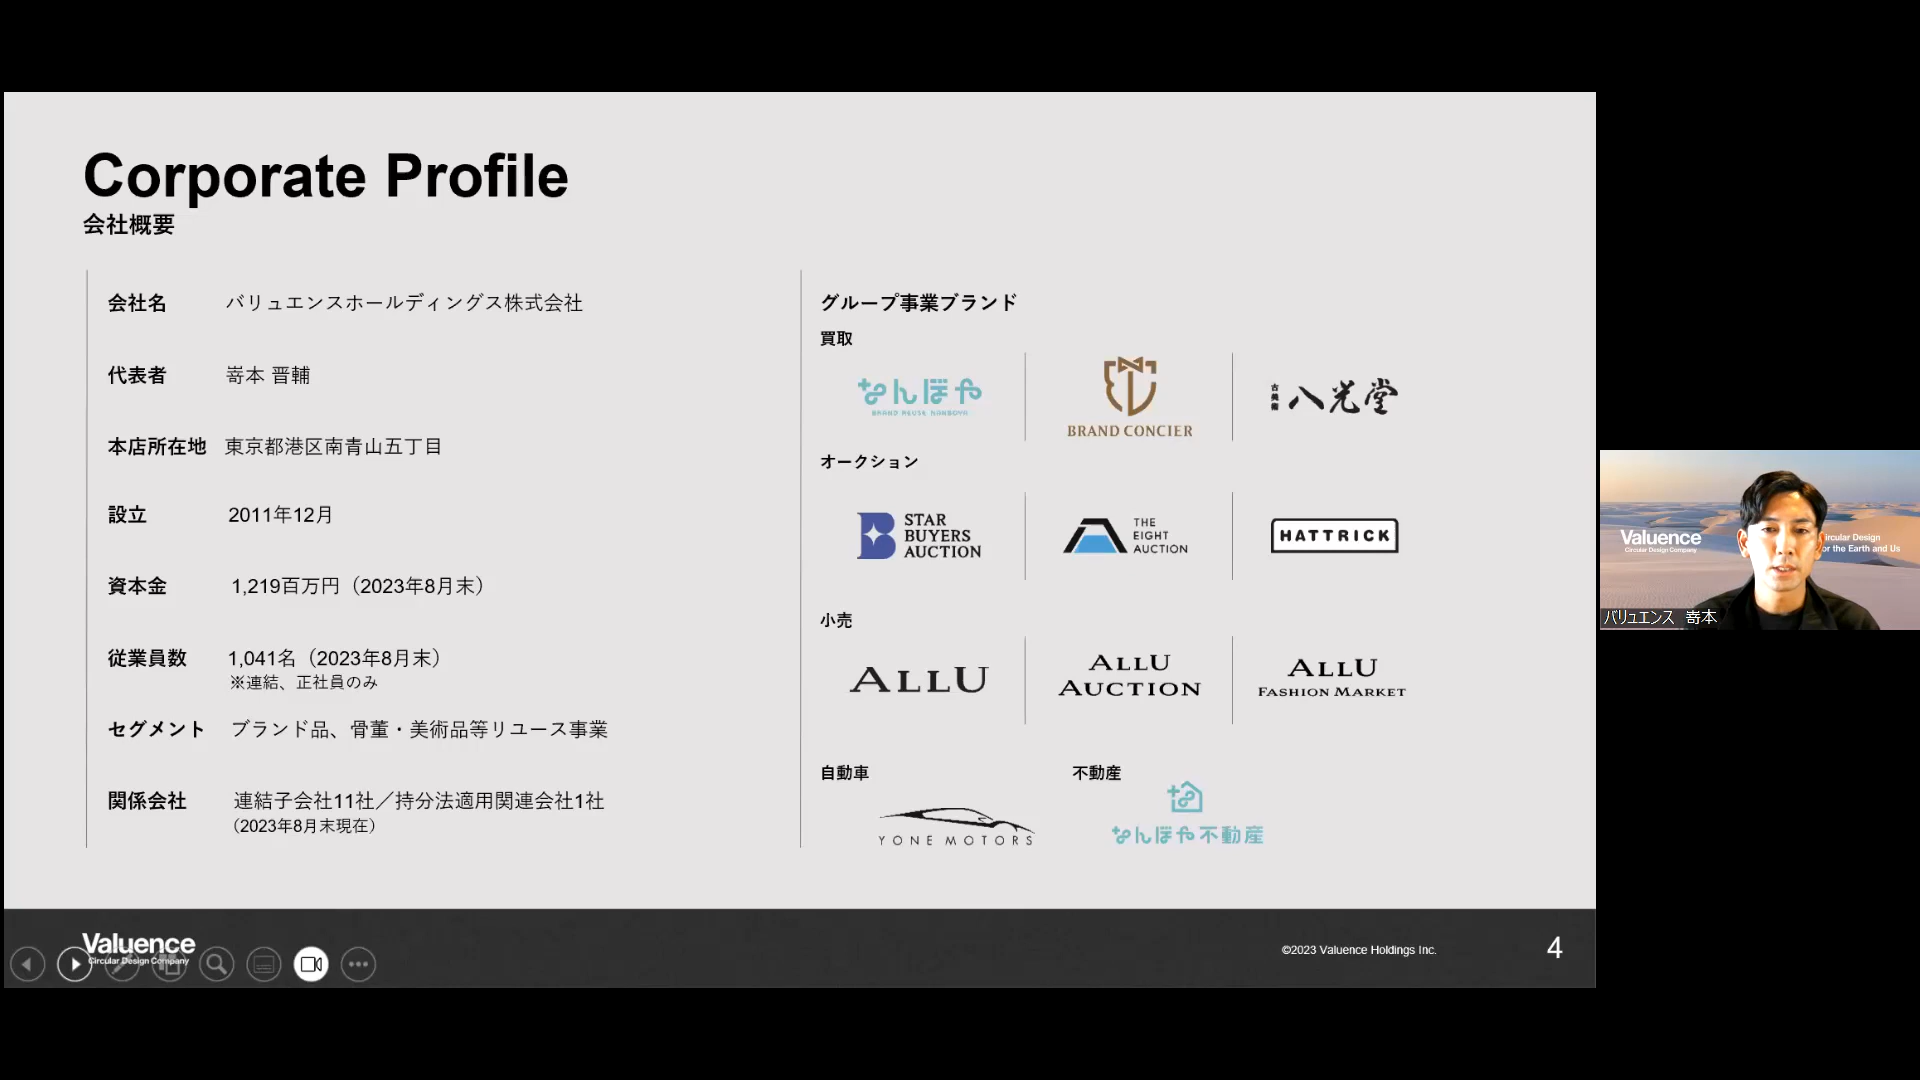 Corporate Profile
会社概要
会社名 バリュエンスホールディングス株式会社
代表者 嵜本 晋輔
本店所在地 東京都港区南青山五丁目
設立 2011年12月
資本金 1,219百万円（2023年8月末）
従業員数 1,041名（2023年8月末）
※連結、正社員のみ
セグメント ブランド品、骨董・美術品等リユース事業
関係会社 連結子会社11社／持分法適用関連会社1社
（2023年8月末現在）
グループ事業ブランド
買取
なんぼや
BRAND REUSE NANBOYA
BRAND CONCIER
古美術 八光堂
オークション
STAR
BUYERS
AUCTION
THE
EIGHT
AUCTION
HATTRICK
小売
ALLU
ALLU
AUCTION
ALLU
FASHION MARKET
自動車
YONE MOTORS
不動産
なんぼや不動産
Valuence
Circular Design Company
©2023 Valuence Holdings Inc.
4
Valuence
Circular Design Company
ircular Design
or the Earth and Us
バリュエンス 嵜本